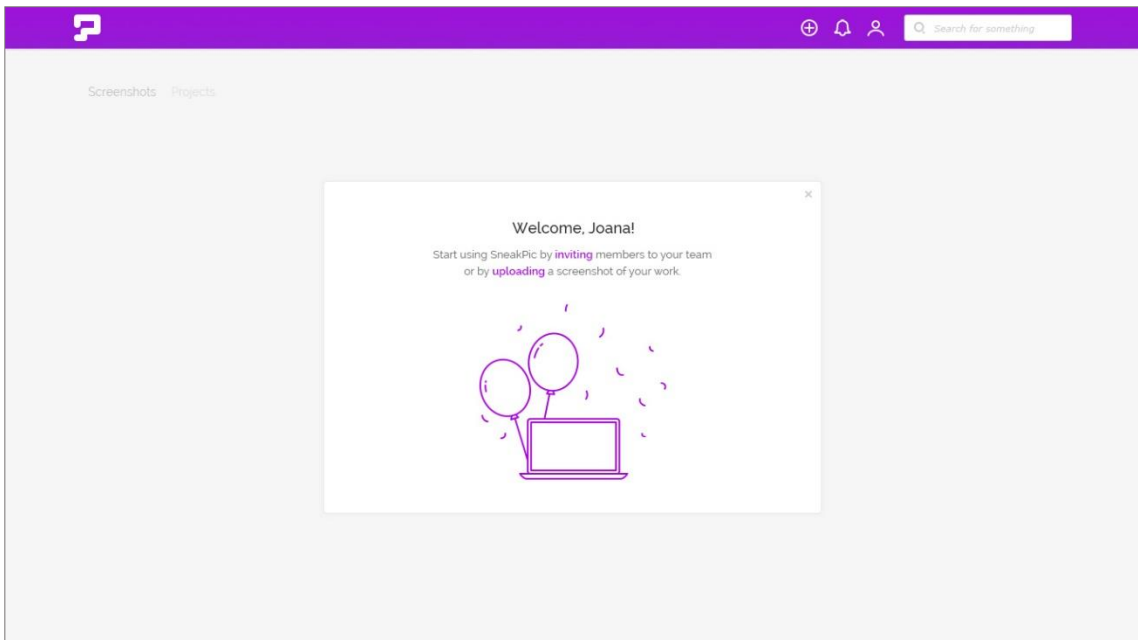 Search for something
Screenshots Projects
Welcome, Joana!
Start using SneakPic by inviting members to your team
or by uploading a screenshot of your work.